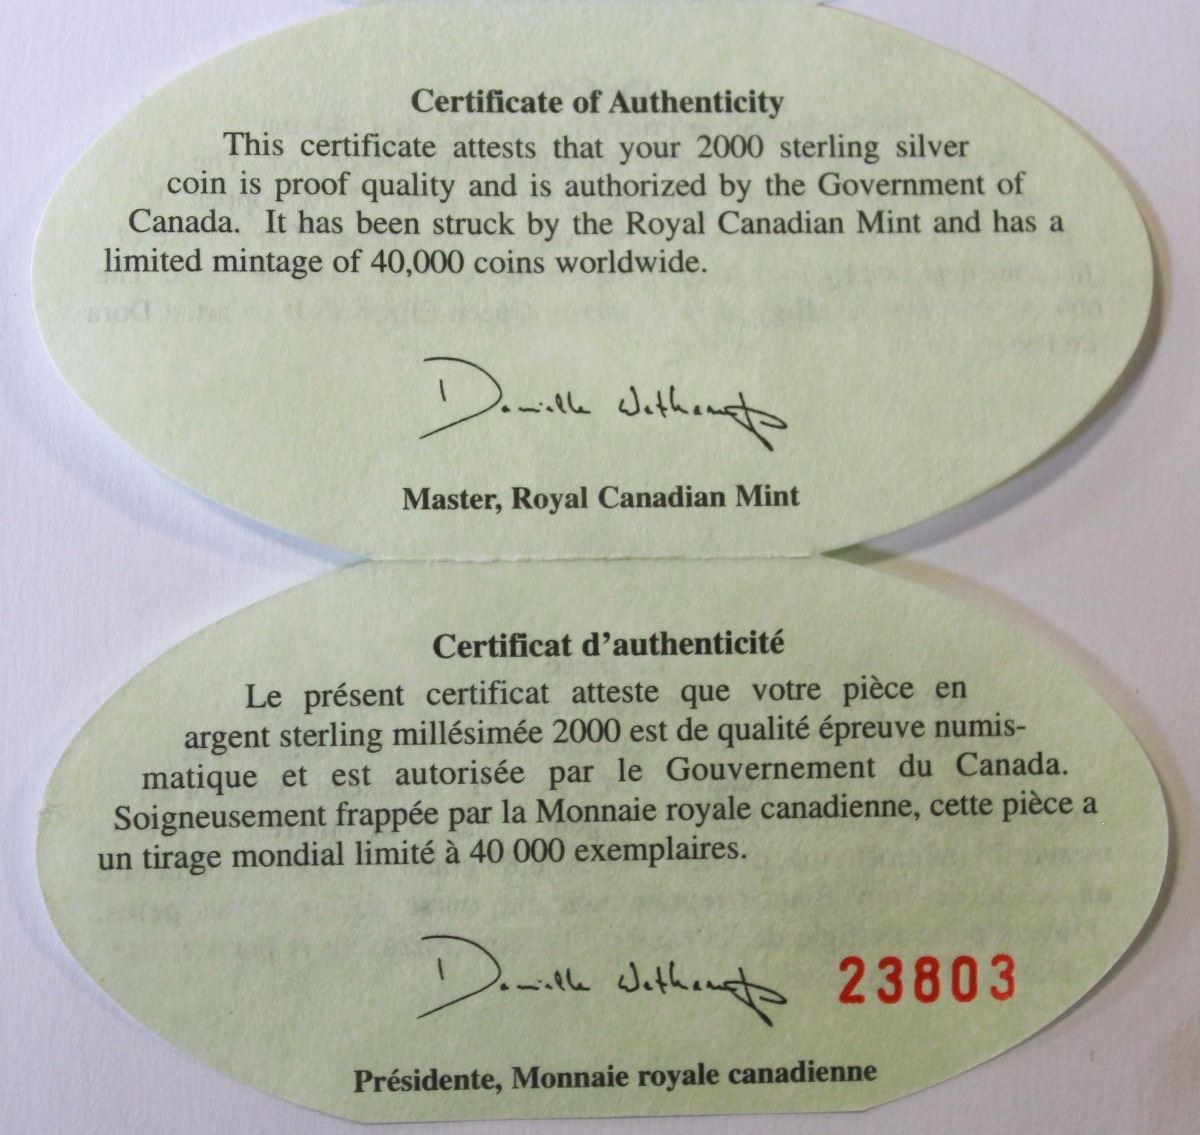 Certificate of Authenticity
This certificate attests that your 2000 sterling silver
coin is proof quality and is authorized by the Government of
Canada. It has been struck by the Royal Canadian Mint and has a
limited mintage of 40,000 coins worldwide.
Danielle
Master, Royal Canadian Mint
Certificat d'authenticité
Le présent certificat atteste que votre pièce en
argent sterling millésimée 2000 est de qualité épreuve numis-
matique et est autorisée par le Gouvernement du Canada.
Soigneusement frappée par la Monnaie royale canadienne, cette pièce a
un tirage mondial limité à 40 000 exemplaires.
Danielle
23803
Présidente, Monnaie royale canadienne